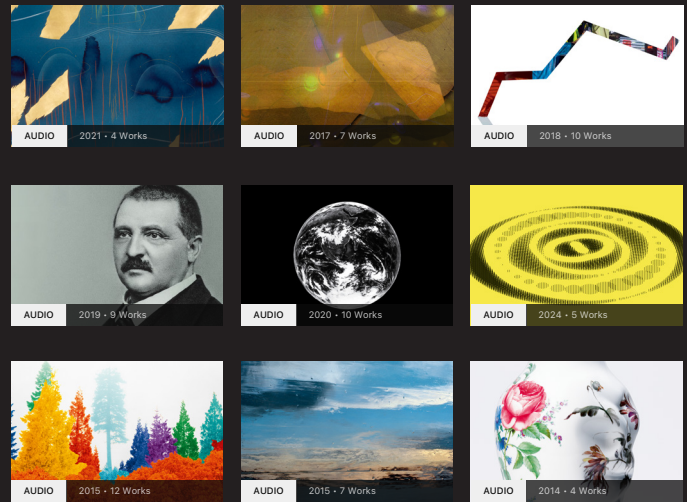 AUDIO 2021 • 4 Works
AUDIO 2017 • 7 Works
AUDIO 2018 • 10 Works
AUDIO 2019 • 9 Works
AUDIO 2020 • 10 Works
AUDIO 2024 • 5 Works
AUDIO 2015 • 12 Works
AUDIO 2015 • 7 Works
AUDIO 2014 • 4 Works